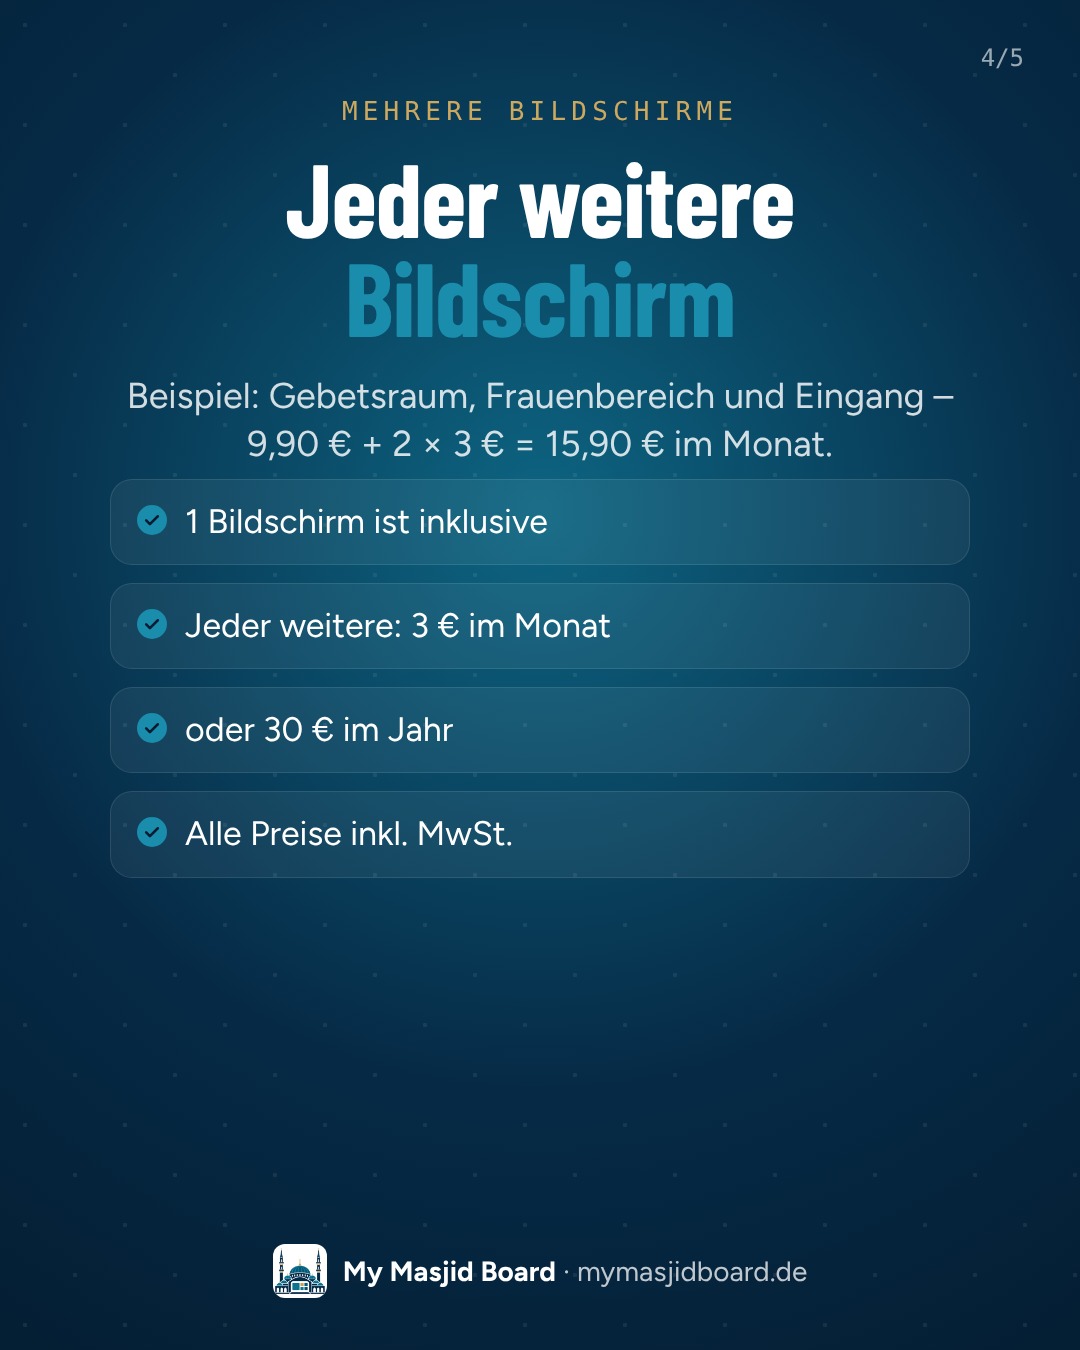 4/5
MEHRERE BILDSCHIRME
Jeder weitere
Bildschirm
Beispiel: Gebetsraum, Frauenbereich und Eingang –
9,90 € + 2 × 3 € = 15,90 € im Monat.
1 Bildschirm ist inklusive
Jeder weitere: 3 € im Monat
oder 30 € im Jahr
Alle Preise inkl. MwSt.
My Masjid Board · mymasjidboard.de